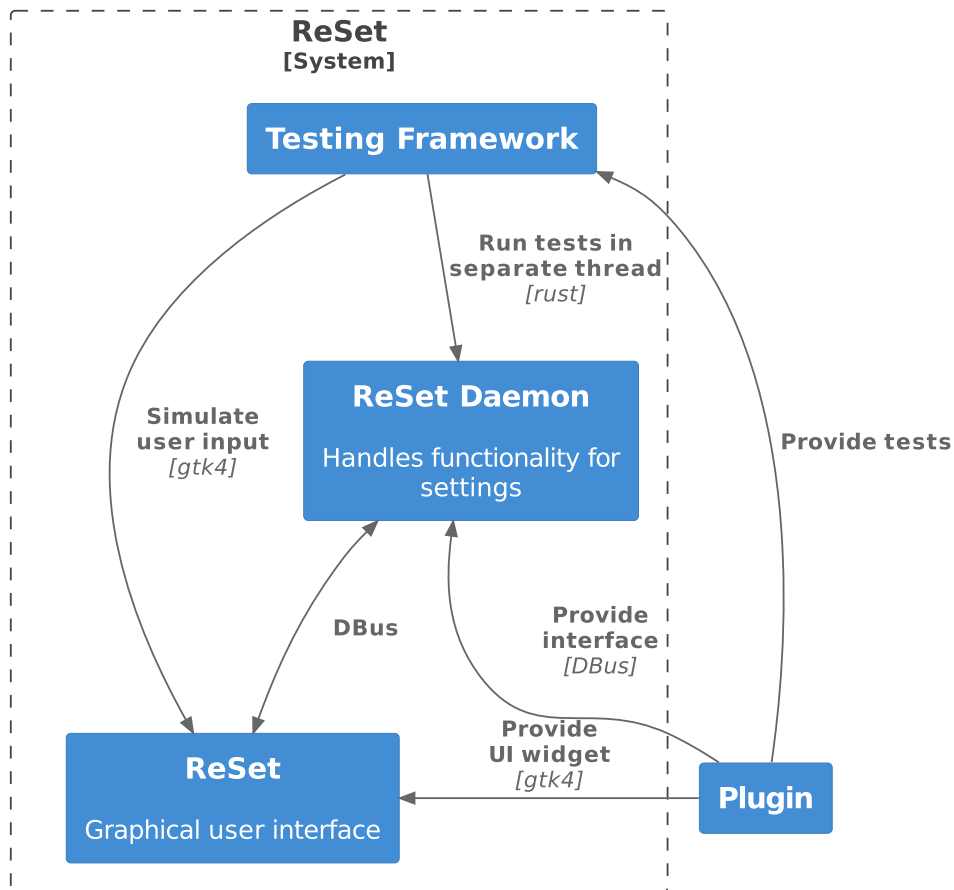 ReSet
[System]
Testing Framework
Run tests in
separate thread
[rust]
ReSet Daemon
Handles functionality for
settings
Simulate
user input
[gtk4]
Provide tests
DBus
Provide
interface
[DBus]
Provide
UI widget
[gtk4]
ReSet
Graphical user interface
Plugin